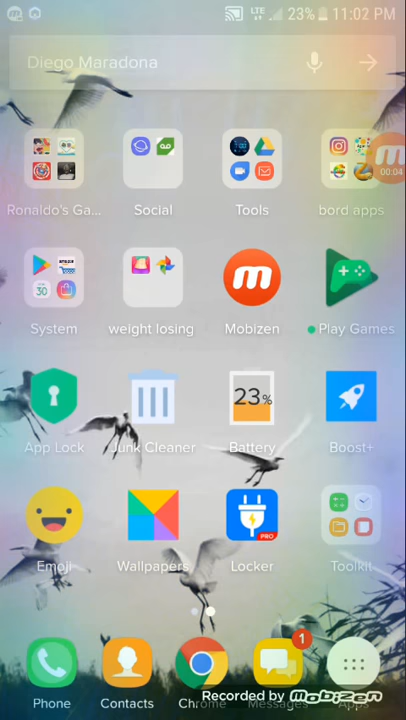 LTE 23% 11:02 PM
Diego Maradona
00:04
Ronaldo's Ga... Social Tools bord apps
30
System weight losing Mobizen Play Games
23%
App Lock Junk Cleaner Battery Boost+
PRO
Emoji Wallpapers Locker Toolkit
1
Phone Contacts Chrome Messages Apps
Recorded by Mobizen